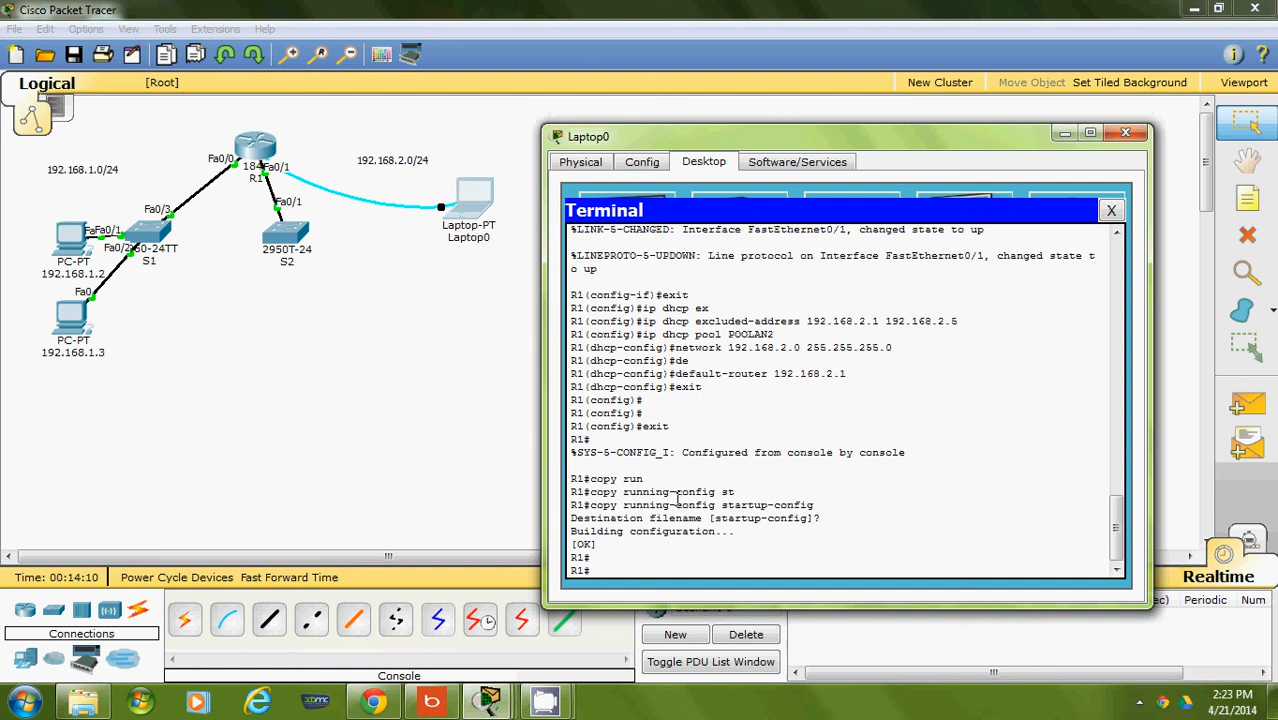 Cisco Packet Tracer
File Edit Options View Tools Extensions Help
Logical [Root] New Cluster Move Object Set Tiled Background Viewport
192.168.1.0/24
192.168.2.0/24
Fa0/0
Fa0/1
R1
Fa0/3
Fa0/1
Fa0/1
Fa0/2
S1
2950T-24
S2
Laptop-PT
Laptop0
PC-PT
192.168.1.2
Fa0
PC-PT
192.168.1.3
Laptop0
Physical Config Desktop Software/Services
Terminal X
%LINK-5-CHANGED: Interface FastEthernet0/1, changed state to up
%LINEPROTO-5-UPDOWN: Line protocol on Interface FastEthernet0/1, changed state t
o up
R1(config-if)#exit
R1(config)#ip dhcp ex
R1(config)#ip dhcp excluded-address 192.168.2.1 192.168.2.5
R1(config)#ip dhcp pool POOLAN2
R1(dhcp-config)#network 192.168.2.0 255.255.255.0
R1(dhcp-config)#de
R1(dhcp-config)#default-router 192.168.2.1
R1(dhcp-config)#exit
R1(config)#
R1(config)#
R1(config)#exit
R1#
%SYS-5-CONFIG_I: Configured from console by console
R1#copy run
R1#copy running-config st
R1#copy running-config startup-config
Destination filename [startup-config]?
Building configuration...
[OK]
R1#
R1#
Time: 00:14:10 Power Cycle Devices Fast Forward Time Realtime
Periodic Num
Connections
New Delete
Toggle PDU List Window
Console
2:23 PM
4/21/2014